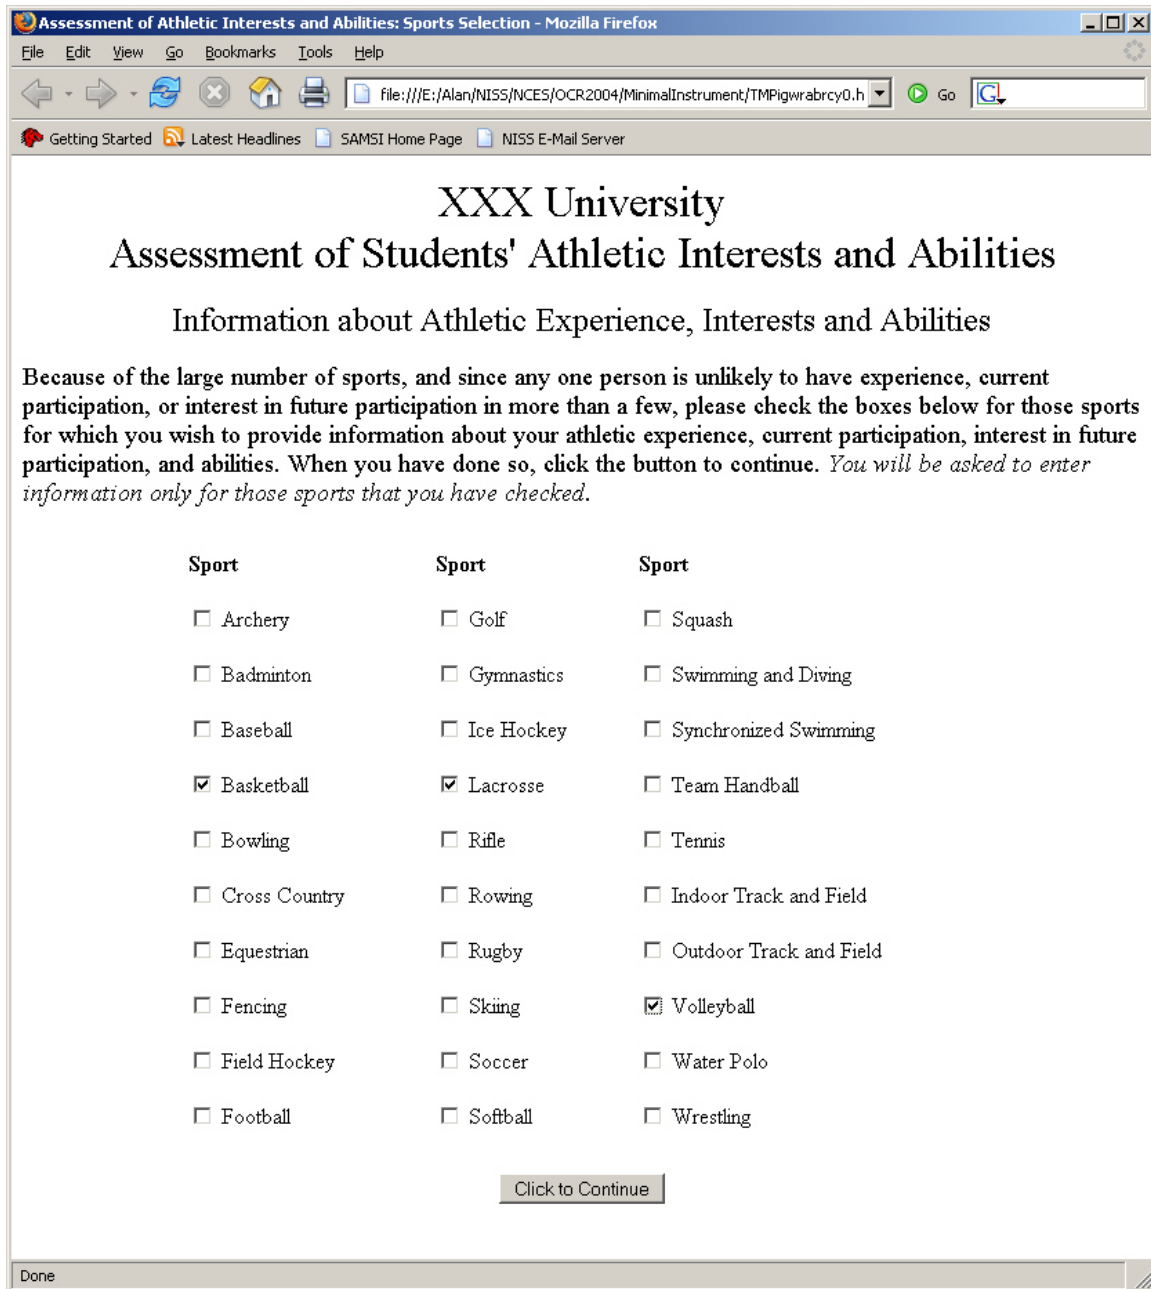 Assessment of Athletic Interests and Abilities: Sports Selection - Mozilla Firefox
File Edit View Go Bookmarks Tools Help
file:///E:/Alan/NISS/NCES/OCR2004/MinimalInstrument/TMPigwrabrcy0.h Go G
Getting Started Latest Headlines SAMSI Home Page NISS E-Mail Server
XXX University
Assessment of Students' Athletic Interests and Abilities
Information about Athletic Experience, Interests and Abilities
Because of the large number of sports, and since any one person is unlikely to have experience, current
participation, or interest in future participation in more than a few, please check the boxes below for those sports
for which you wish to provide information about your athletic experience, current participation, interest in future
participation, and abilities. When you have done so, click the button to continue. You will be asked to enter
information only for those sports that you have checked.
Sport Sport Sport
Archery Golf Squash
Badminton Gymnastics Swimming and Diving
Baseball Ice Hockey Synchronized Swimming
Basketball Lacrosse Team Handball
Bowling Rifle Tennis
Cross Country Rowing Indoor Track and Field
Equestrian Rugby Outdoor Track and Field
Fencing Skiing Volleyball
Field Hockey Soccer Water Polo
Football Softball Wrestling
Click to Continue
Done